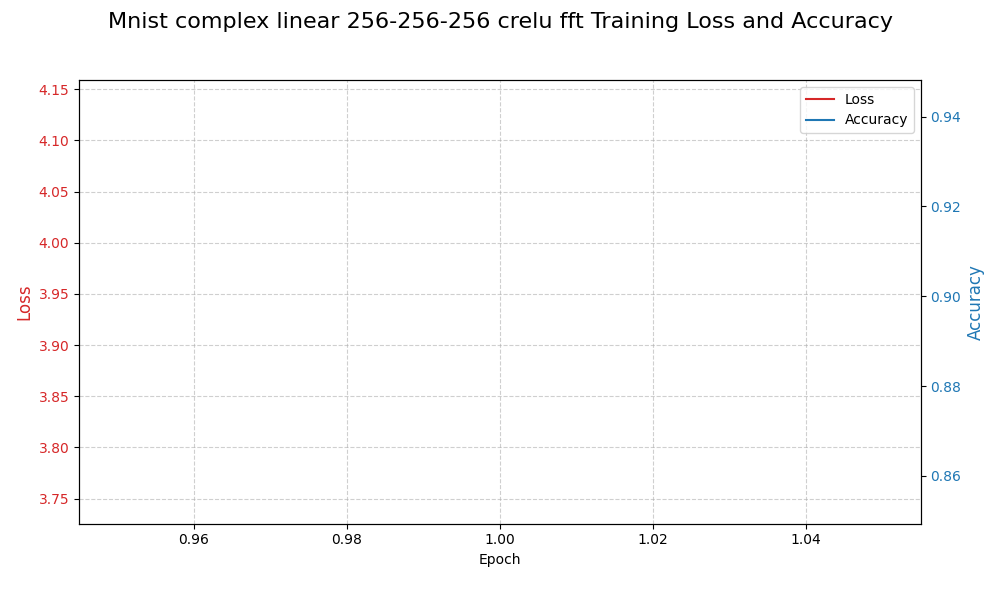 Mnist complex linear 256-256-256 crelu fft Training Loss and Accuracy
Loss
Accuracy
4.15
4.10
4.05
4.00
3.95
3.90
3.85
3.80
3.75
Loss
0.94
0.92
0.90
0.88
0.86
Accuracy
0.96 0.98 1.00 1.02 1.04
Epoch